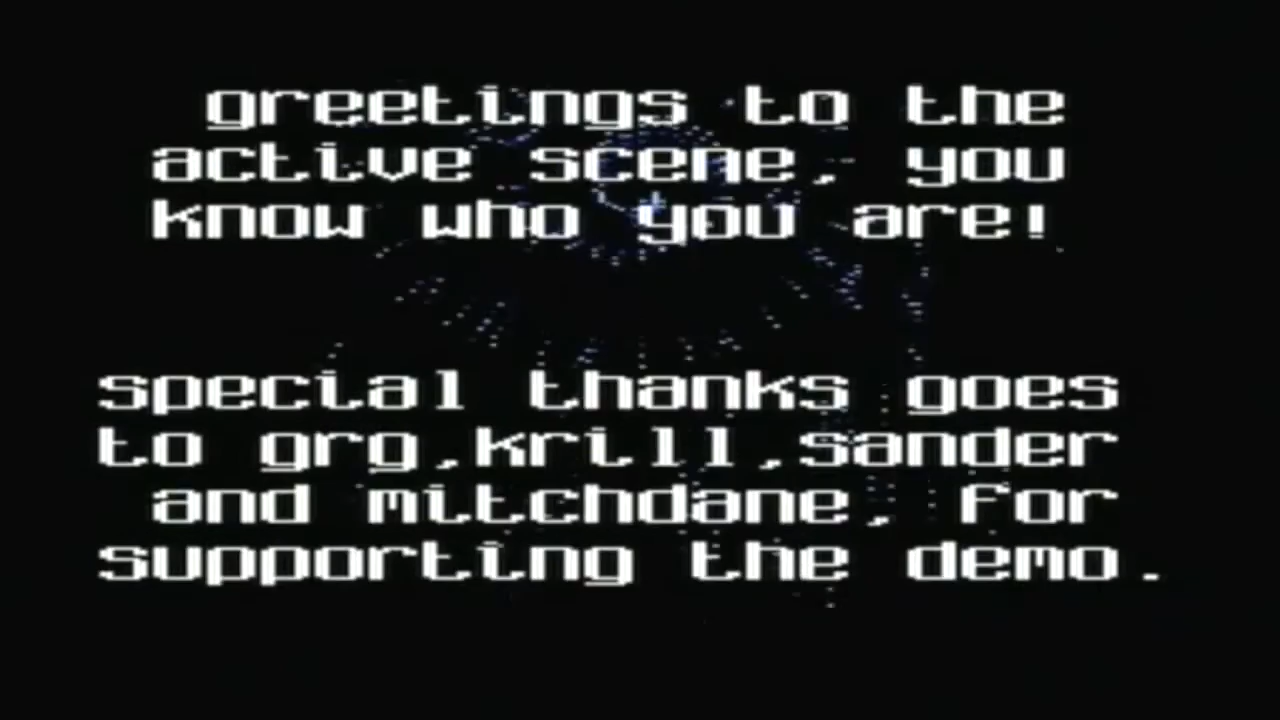 greetings to the
active scene, you
know who you are!
special thanks goes
to grg,krill,sander
and mitchdane, for
supporting the demo.